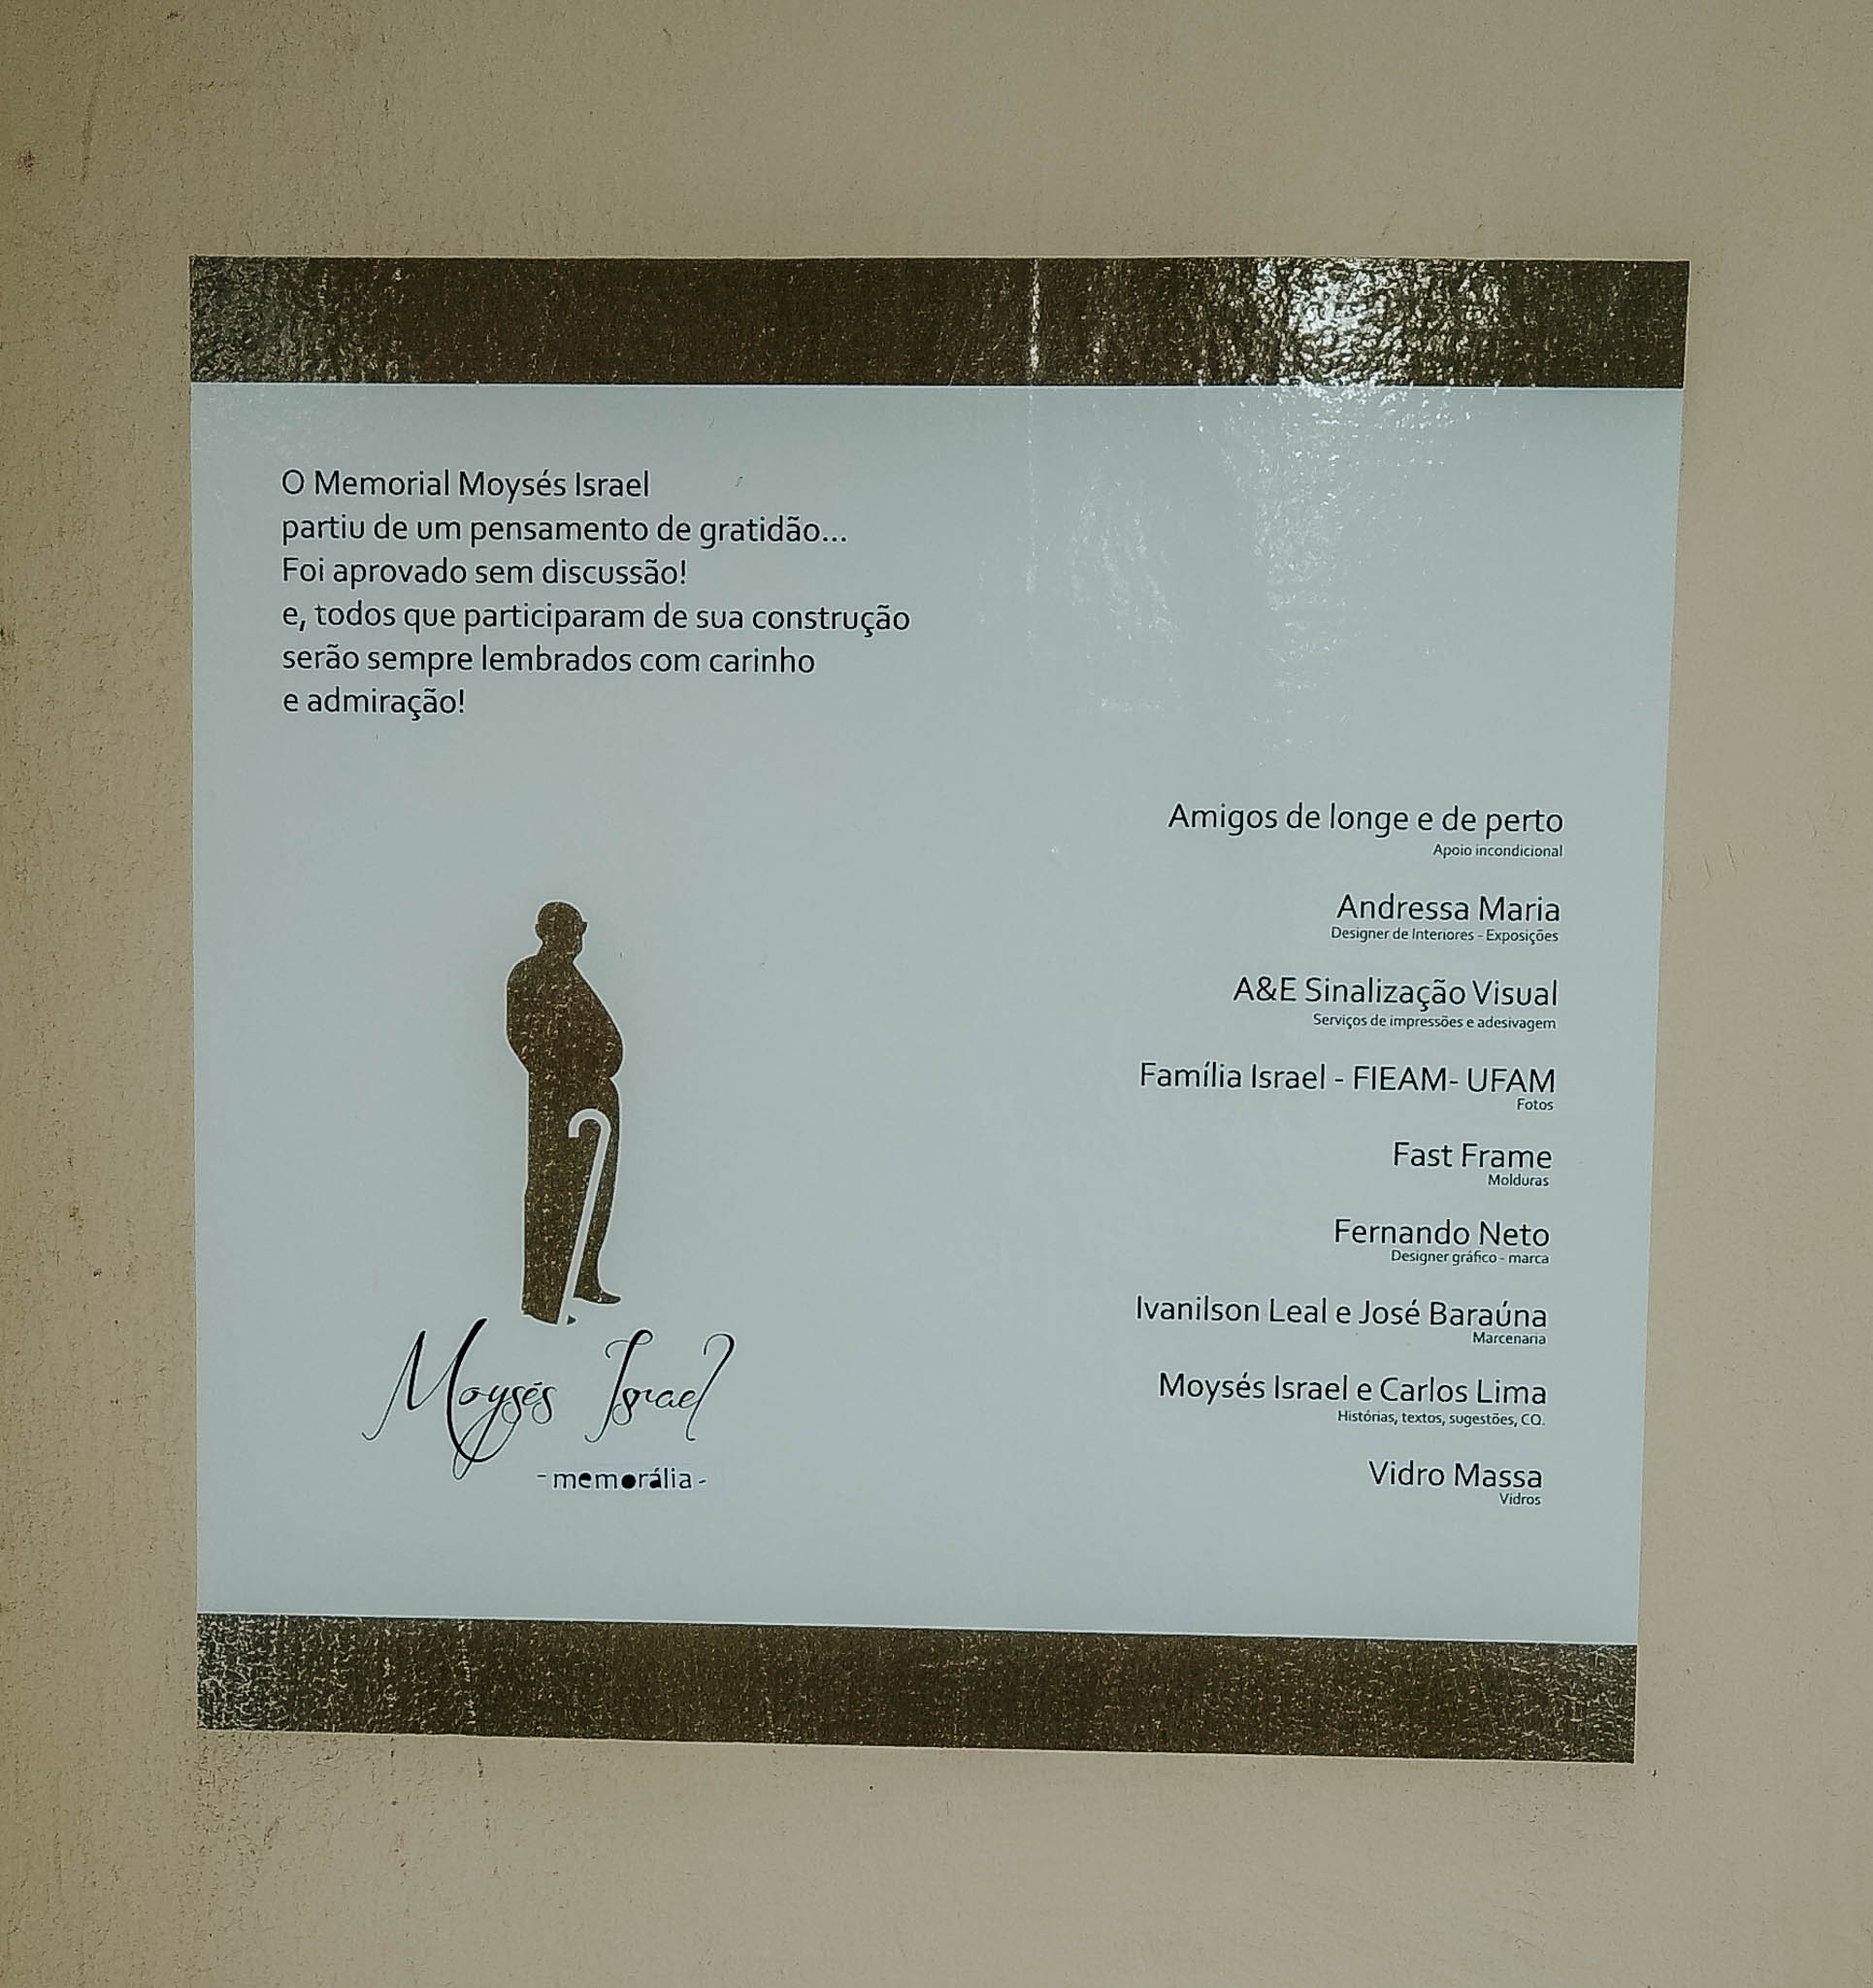 O Memorial Moysés Israel
partiu de um pensamento de gratidão...
Foi aprovado sem discussão!
e, todos que participaram de sua construção
serão sempre lembrados com carinho
e admiração!
Amigos de longe e de perto
Apoio incondicional
Andressa Maria
Designer de Interiores - Exposições
A&E Sinalização Visual
Serviços de impressões e adesivagem
Família Israel - FIEAM- UFAM
Fotos
Fast Frame
Molduras
Fernando Neto
Designer gráfico - marca
Ivanilson Leal e José Baraúna
Marcenaria
Moysés Israel e Carlos Lima
Histórias, textos, sugestões, CQ.
Vidro Massa
Vidros
Moysés Israel
- memorália -